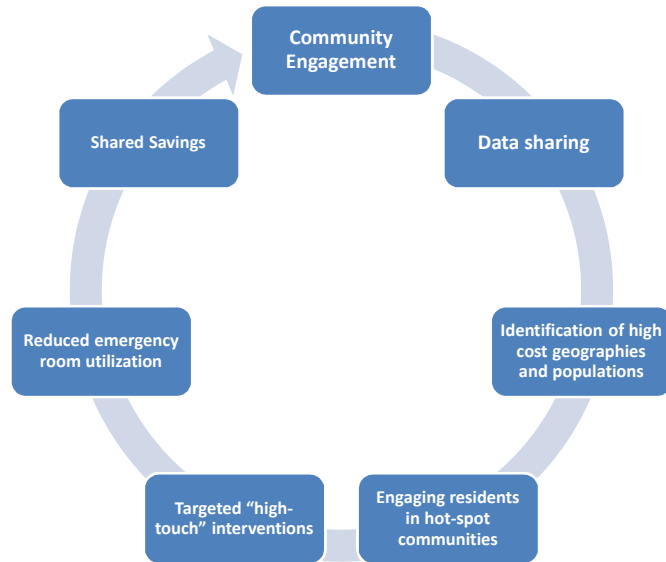 Community
Engagement
Data sharing
Identification of high
cost geographies
and populations
Engaging residents
in hot-spot
communities
Targeted “high-
touch” interventions
Reduced emergency
room utilization
Shared Savings